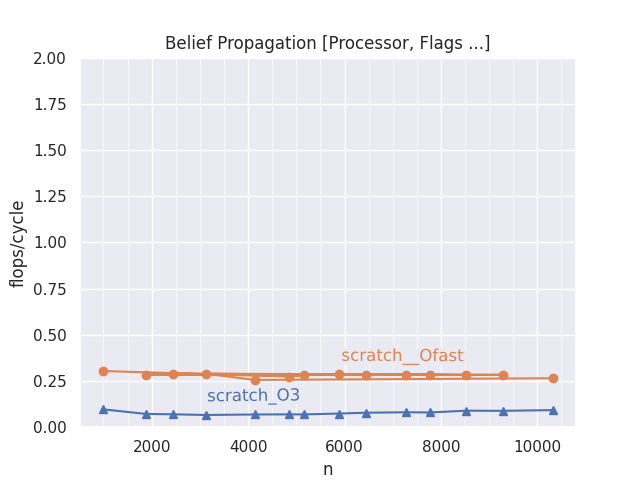 Belief Propagation [Processor, Flags ...]
2.00
1.75
1.50
1.25
1.00
0.75
0.50
0.25
0.00
flops/cycle
scratch__Ofast
scratch_O3
2000 4000 6000 8000 10000
n